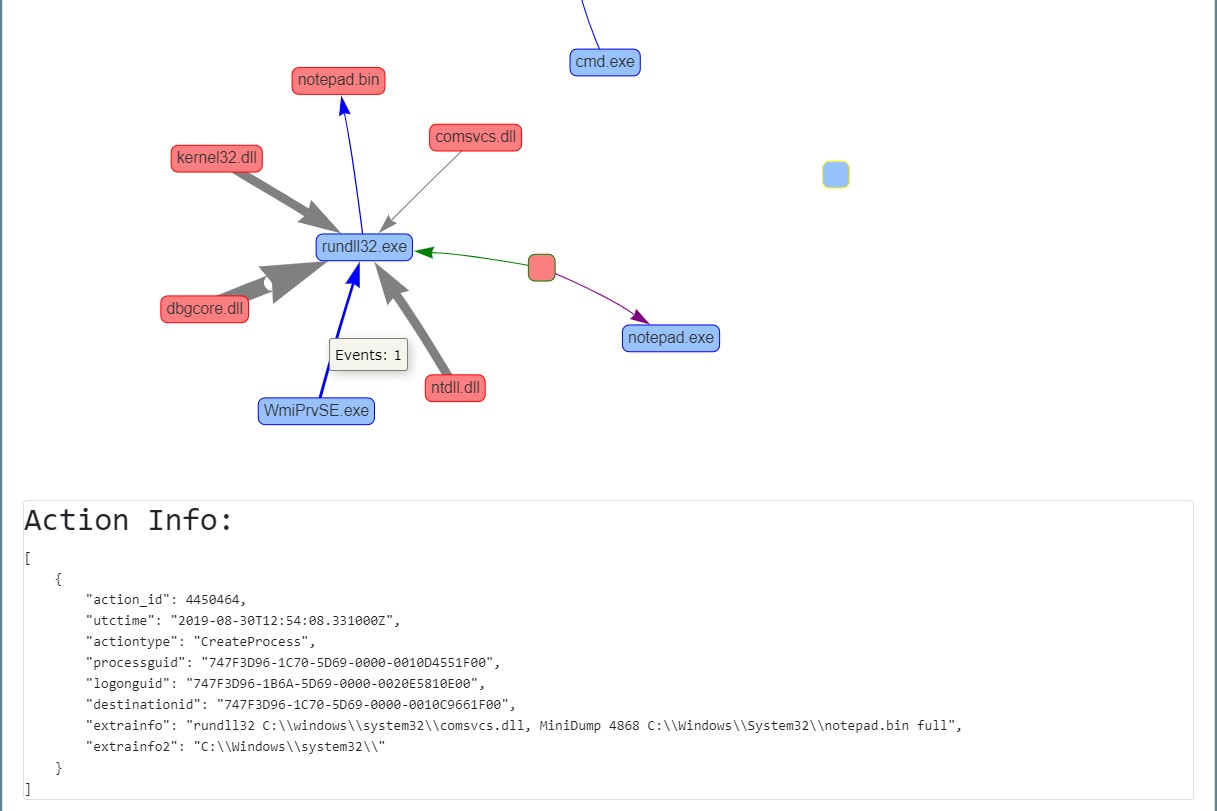 cmd.exe
notepad.bin
comsvcs.dll
kernel32.dll
rundll32.exe
dbgcore.dll
notepad.exe
Events: 1
ntdll.dll
WmiPrvSE.exe
Action Info:
[
    {
        "action_id": 4450464,
        "utctime": "2019-08-30T12:54:08.331000Z",
        "actiontype": "CreateProcess",
        "processguid": "747F3D96-1C70-5D69-0000-0010D4551F00",
        "logonguid": "747F3D96-1B6A-5D69-0000-0020E5810E00",
        "destinationid": "747F3D96-1C70-5D69-0000-0010C9661F00",
        "extrainfo": "rundll32 C:\\windows\\system32\\comsvcs.dll, MiniDump 4868 C:\\Windows\\System32\\notepad.bin full",
        "extrainfo2": "C:\\Windows\\system32\\"
    }
]